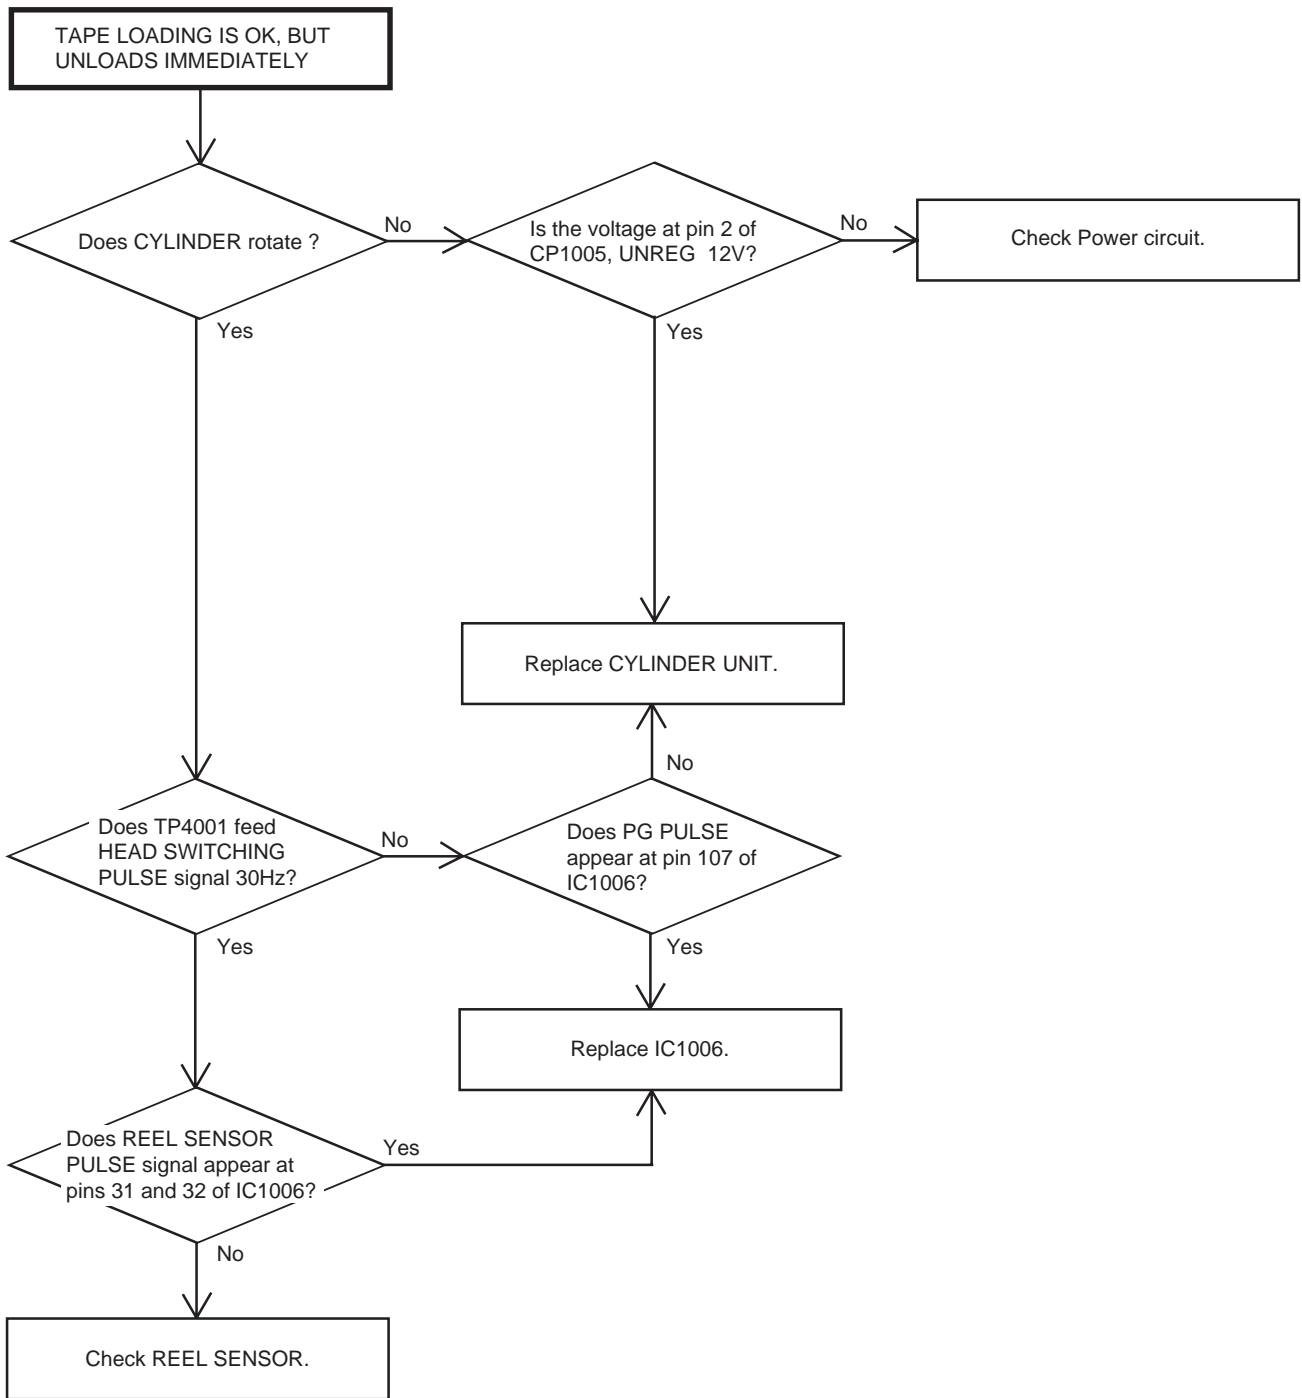 TAPE LOADING IS OK, BUT
UNLOADS IMMEDIATELY
Does CYLINDER rotate ?
No
Is the voltage at pin 2 of
CP1005, UNREG 12V?
No
Check Power circuit.
Yes
Yes
Replace CYLINDER UNIT.
No
Does TP4001 feed
HEAD SWITCHING
PULSE signal 30Hz?
No
Does PG PULSE
appear at pin 107 of
IC1006?
Yes
Yes
Replace IC1006.
Does REEL SENSOR
PULSE signal appear at
pins 31 and 32 of IC1006?
Yes
No
Check REEL SENSOR.